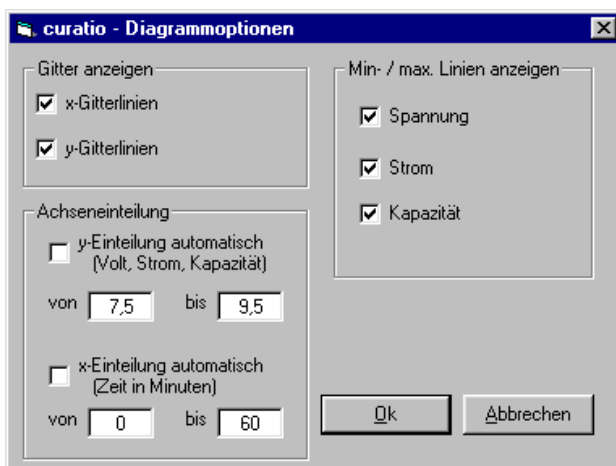 curatio - Diagrammoptionen
Gitter anzeigen
x-Gitterlinien
y-Gitterlinien
Achseneinteilung
y-Einteilung automatisch
(Volt, Strom, Kapazität)
von 7,5 bis 9,5
x-Einteilung automatisch
(Zeit in Minuten)
von 0 bis 60
Min- / max. Linien anzeigen
Spannung
Strom
Kapazität
Ok Abbrechen